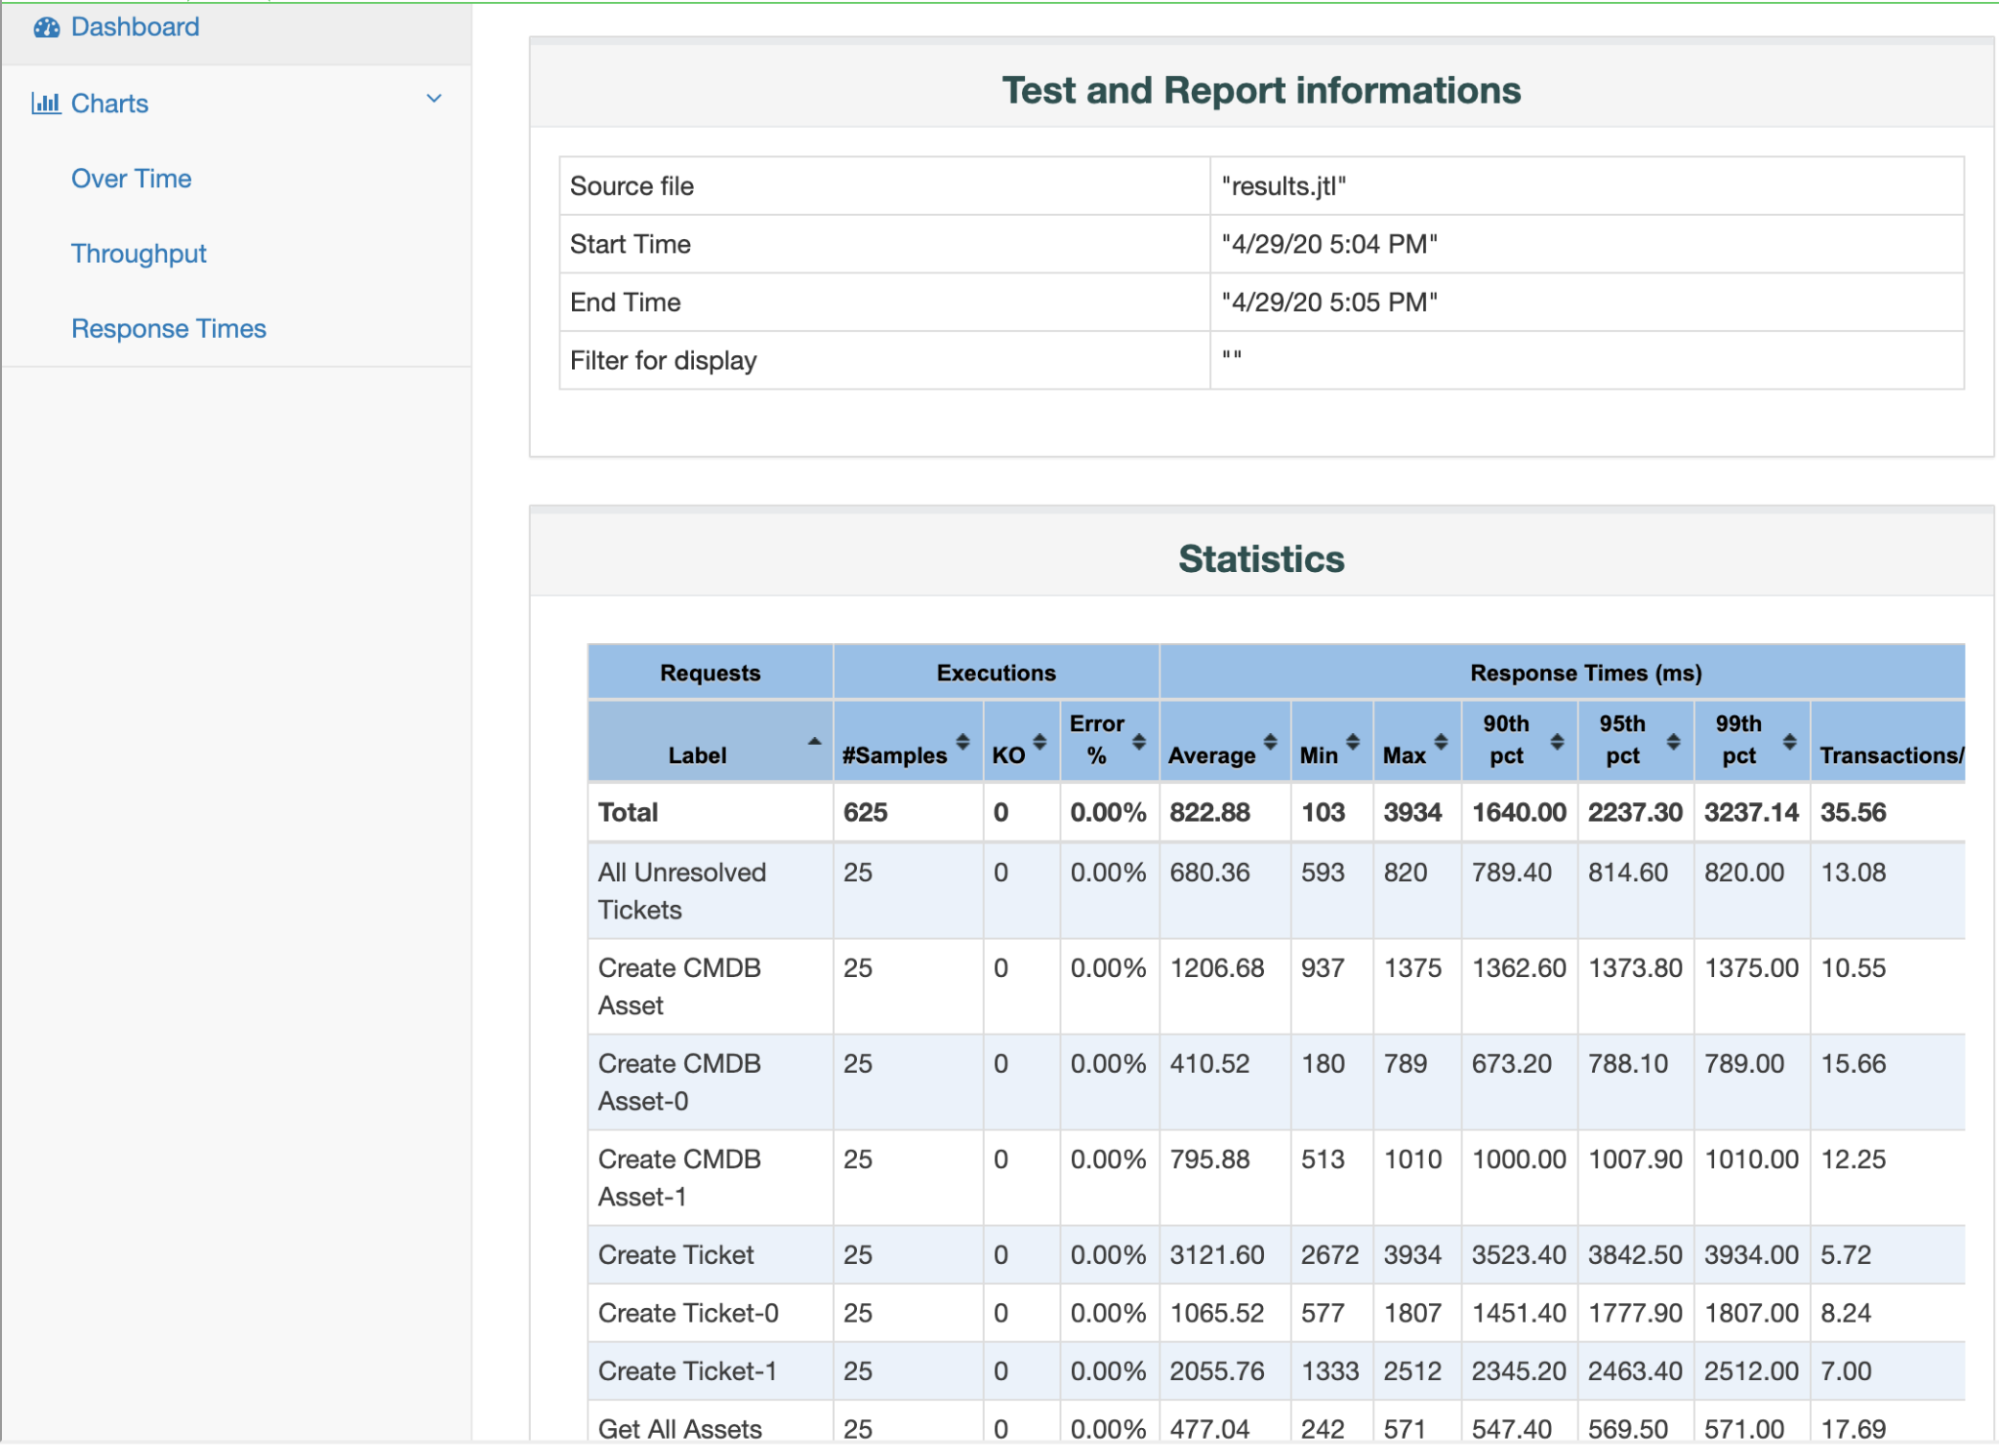 Dashboard
Charts
Over Time
Throughput
Response Times
Test and Report informations
Source file "results.jtl"
Start Time "4/29/20 5:04 PM"
End Time "4/29/20 5:05 PM"
Filter for display ""
Statistics
Requests Executions Response Times (ms)
Label #Samples KO Error % Average Min Max 90th pct 95th pct 99th pct Transactions/
Total 625 0 0.00% 822.88 103 3934 1640.00 2237.30 3237.14 35.56
All Unresolved 25 0 0.00% 680.36 593 820 789.40 814.60 820.00 13.08
Tickets
Create CMDB 25 0 0.00% 1206.68 937 1375 1362.60 1373.80 1375.00 10.55
Asset
Create CMDB 25 0 0.00% 410.52 180 789 673.20 788.10 789.00 15.66
Asset-0
Create CMDB 25 0 0.00% 795.88 513 1010 1000.00 1007.90 1010.00 12.25
Asset-1
Create Ticket 25 0 0.00% 3121.60 2672 3934 3523.40 3842.50 3934.00 5.72
Create Ticket-0 25 0 0.00% 1065.52 577 1807 1451.40 1777.90 1807.00 8.24
Create Ticket-1 25 0 0.00% 2055.76 1333 2512 2345.20 2463.40 2512.00 7.00
Get All Assets 25 0 0.00% 477.04 242 571 547.40 569.50 571.00 17.69